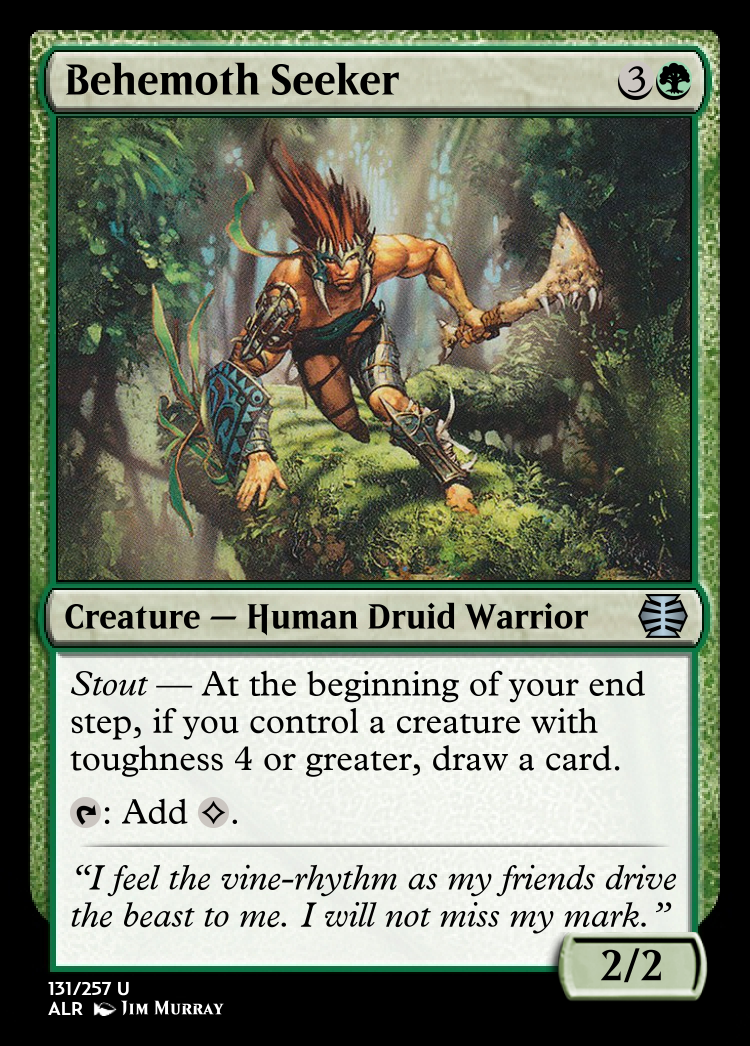 Behemoth Seeker 3
Creature — Human Druid Warrior
Stout — At the beginning of your end
step, if you control a creature with
toughness 4 or greater, draw a card.
: Add .
“I feel the vine-rhythm as my friends drive
the beast to me. I will not miss my mark.”
2/2
131/257 U
ALR Jim Murray